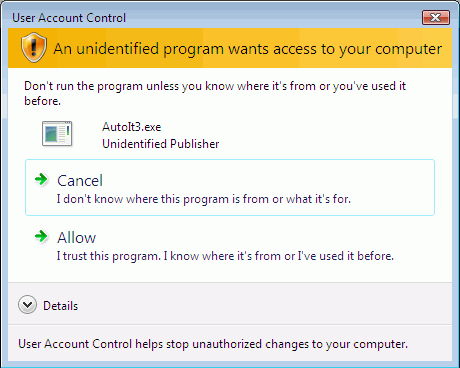 User Account Control
An unidentified program wants access to your computer
Don't run the program unless you know where it's from or you've used it
before.
AutoIt3.exe
Unidentified Publisher
Cancel
I don't know where this program is from or what it's for.
Allow
I trust this program. I know where it's from or I've used it before.
Details
User Account Control helps stop unauthorized changes to your computer.